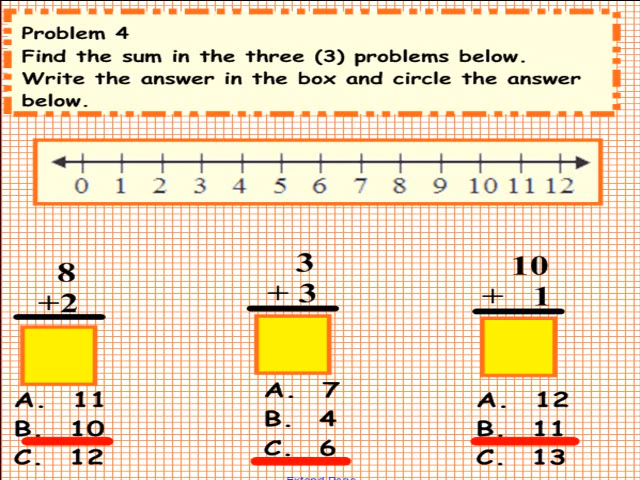 Problem 4
Find the sum in the three (3) problems below.
Write the answer in the box and circle the answer
below.
0 1 2 3 4 5 6 7 8 9 10 11 12
8
+2
A. 11
B. 10
C. 12
3
+ 3
A. 7
B. 4
C. 6
10
+ 1
A. 12
B. 11
C. 13
Extend Page